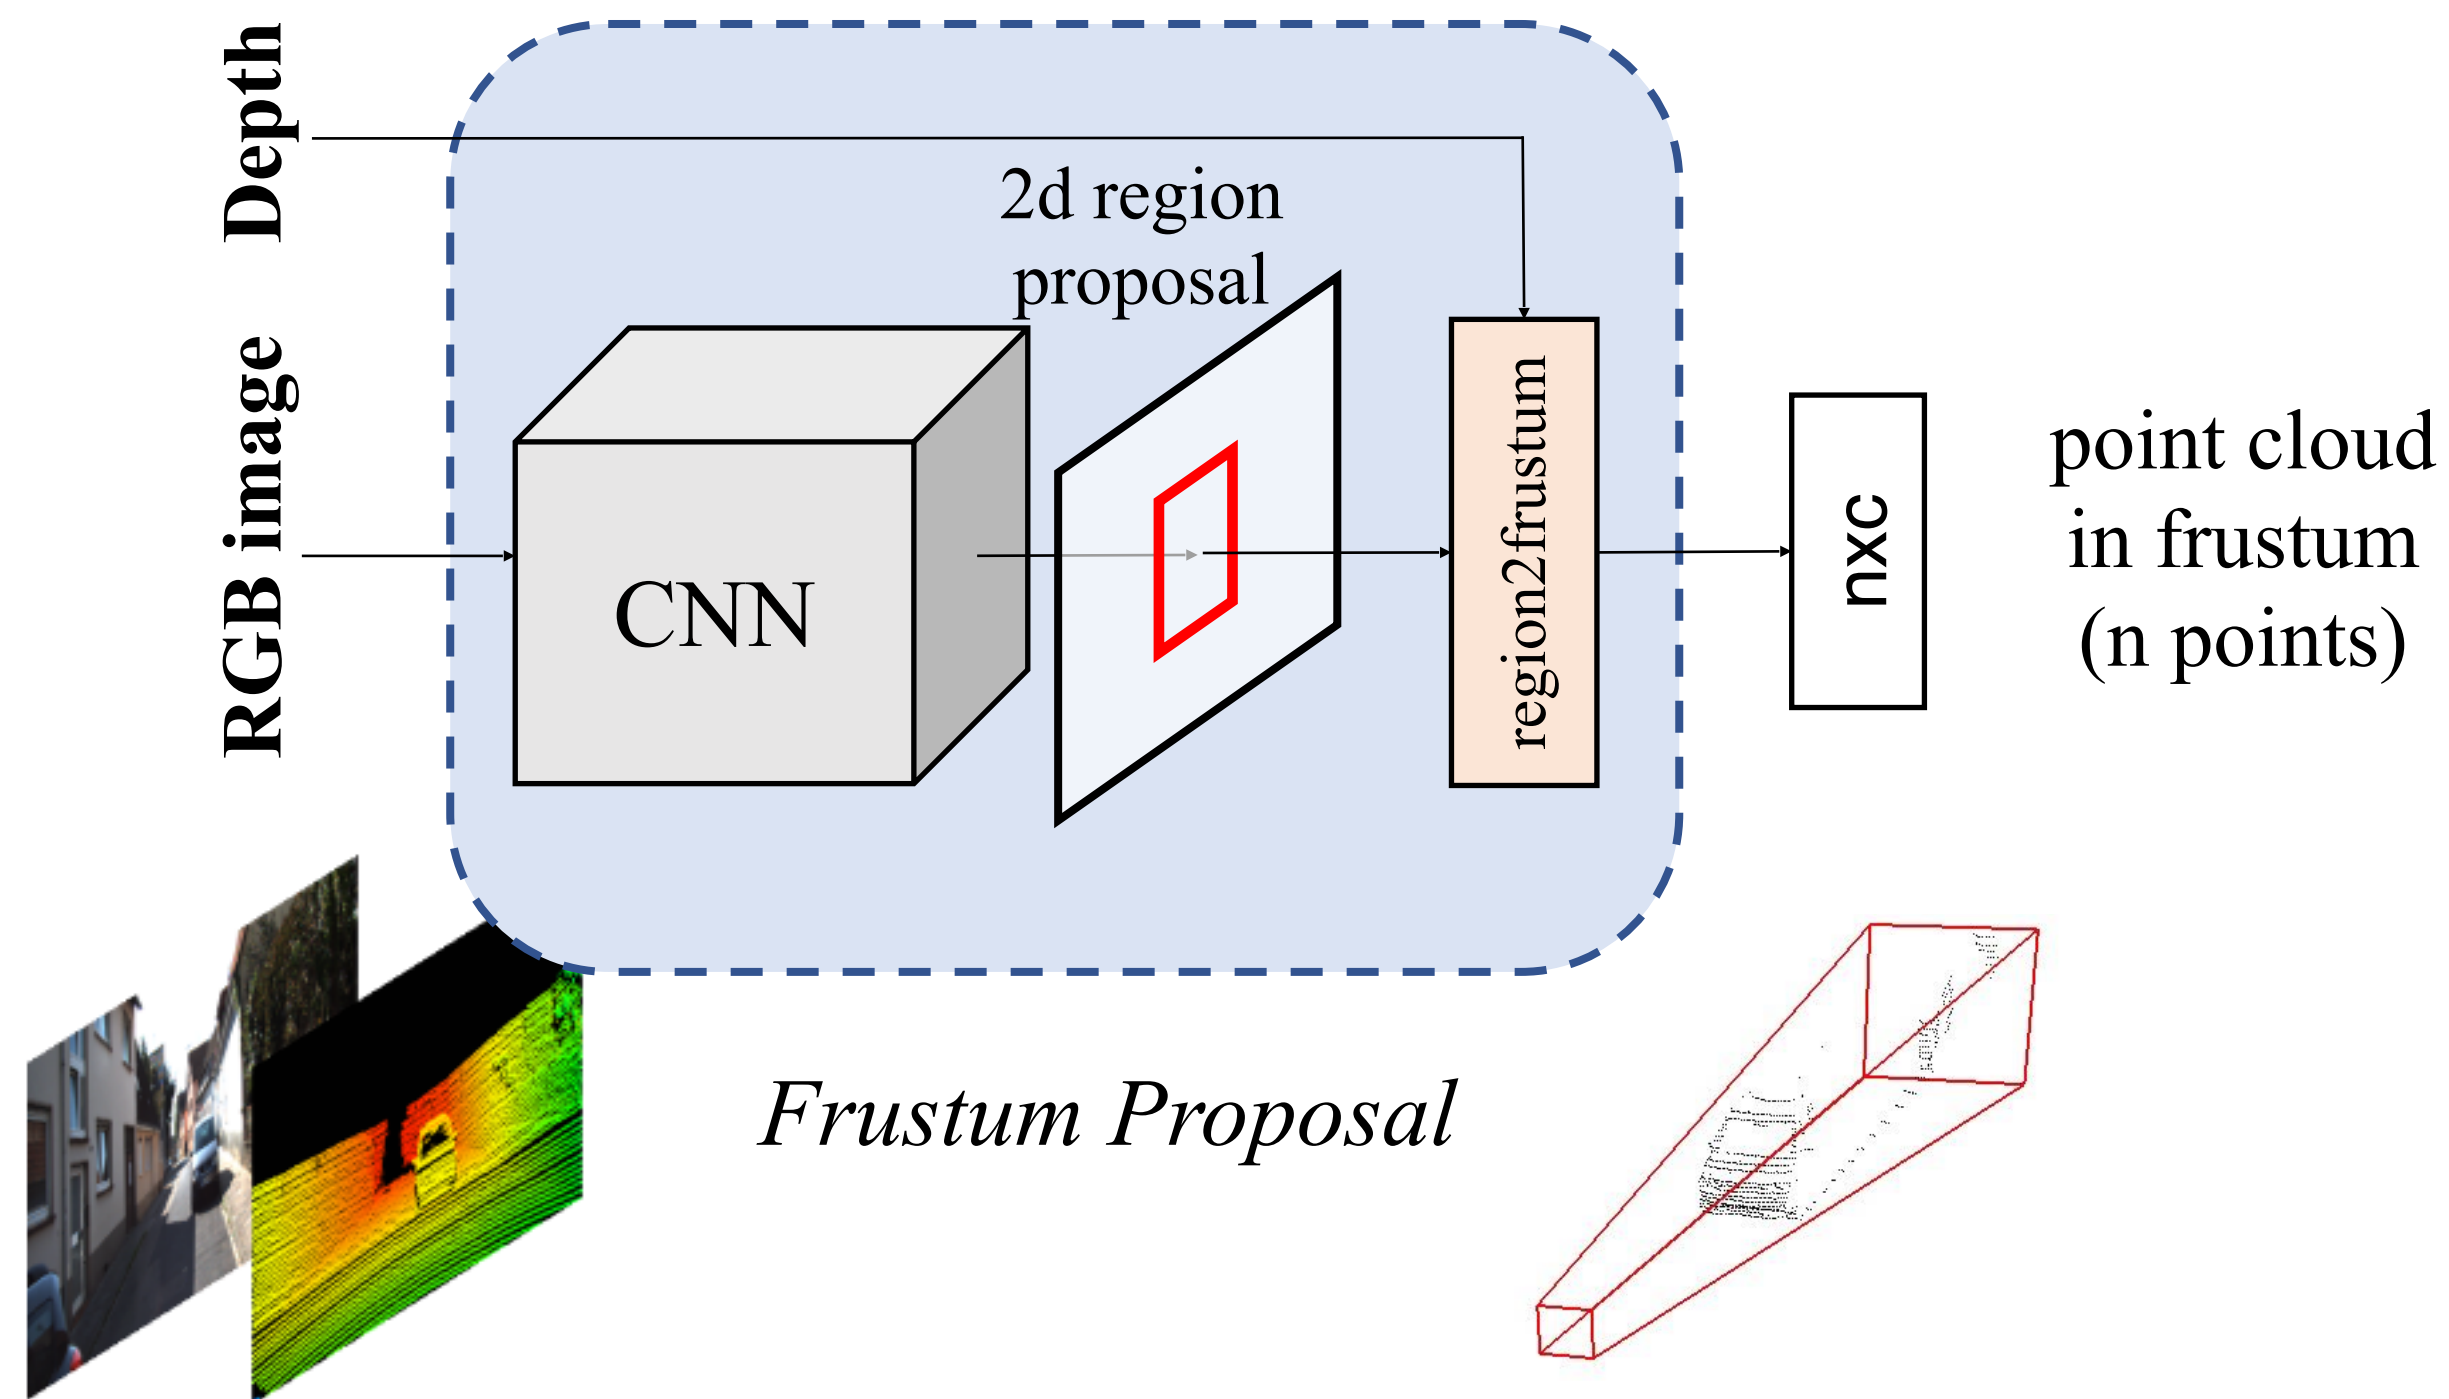 Depth
RGB image
2d region
proposal
CNN
region2frustum
nxc
point cloud
in frustum
(n points)
Frustum Proposal